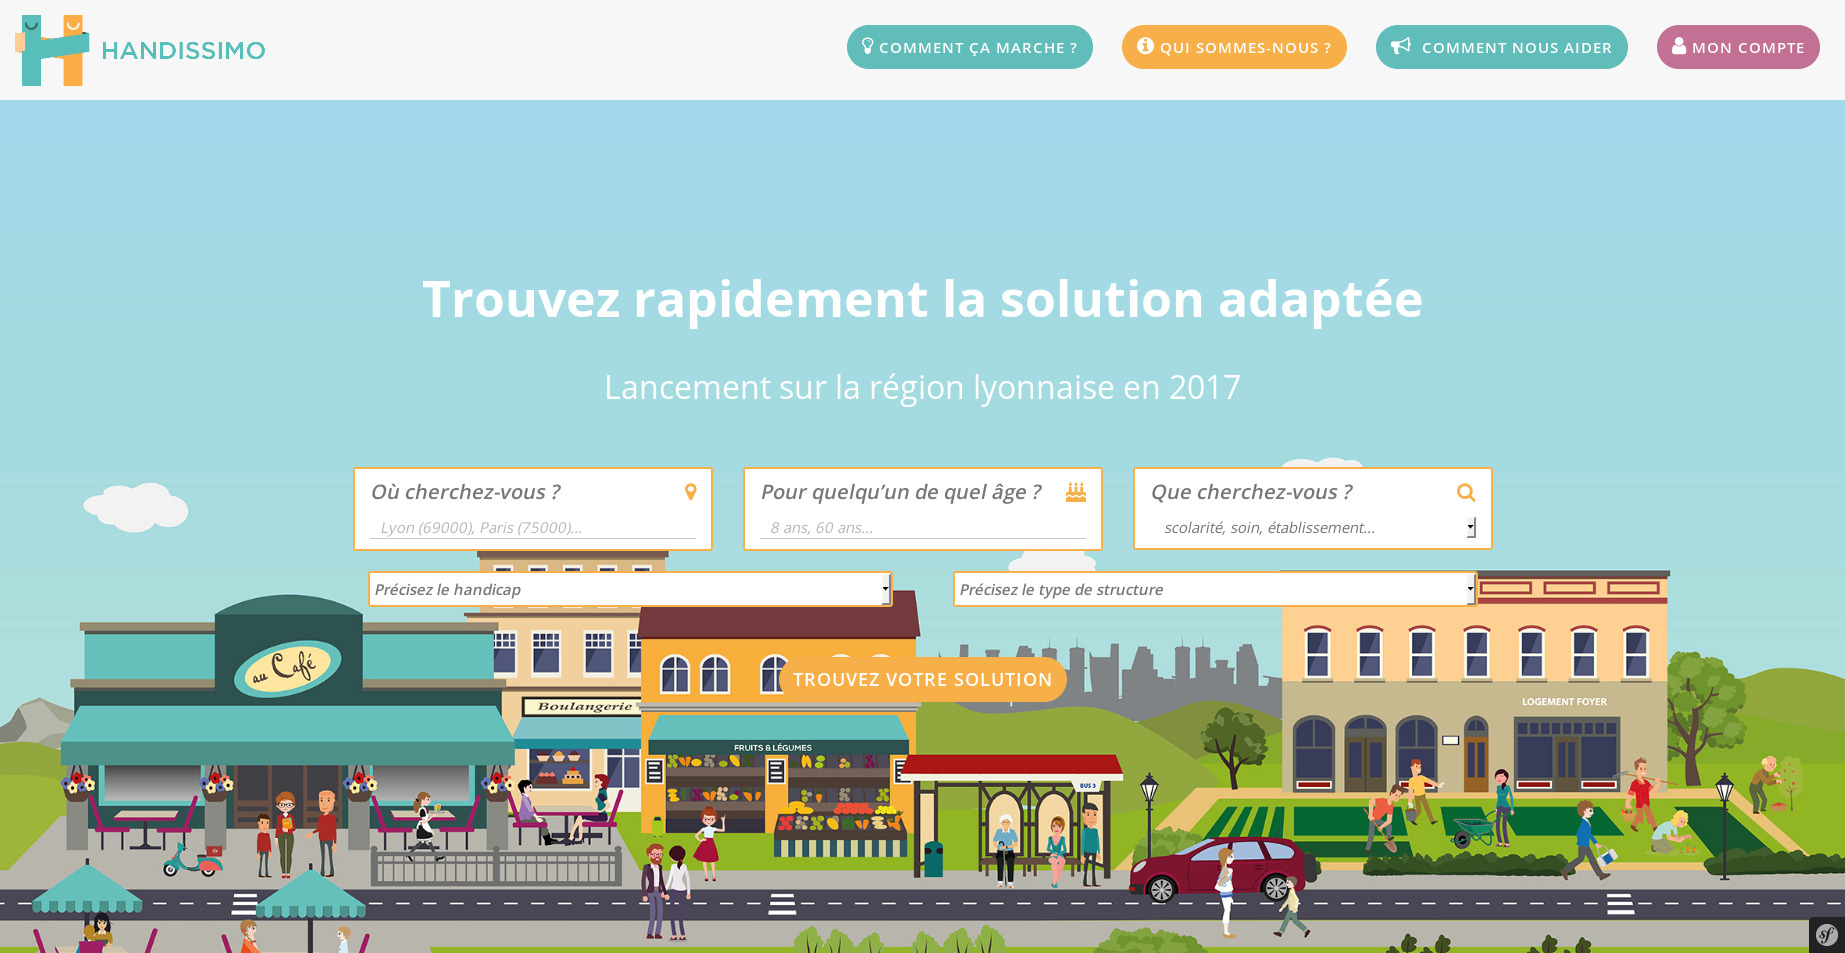 HANDISSIMO
COMMENT ÇA MARCHE ?
QUI SOMMES-NOUS ?
COMMENT NOUS AIDER
MON COMPTE
Trouvez rapidement la solution adaptée
Lancement sur la région lyonnaise en 2017
Où cherchez-vous ?
Lyon (69000), Paris (75000)...
Pour quelqu’un de quel âge ?
8 ans, 60 ans...
Que cherchez-vous ?
scolarité, soin, établissement...
Précisez le handicap
Précisez le type de structure
au Café
TROUVEZ VOTRE SOLUTION
Boulangerie
LOGEMENT FOYER
FRUITS & LÉGUMES
BUS 3
sf